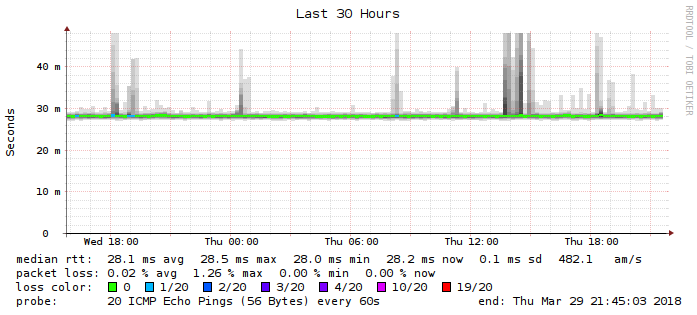 Last 30 Hours
RRDTOOL / TOBI OETIKER
Seconds
40 m
30 m
20 m
10 m
0
Wed 18:00 Thu 00:00 Thu 06:00 Thu 12:00 Thu 18:00
median rtt: 28.1 ms avg 28.5 ms max 28.0 ms min 28.2 ms now 0.1 ms sd 482.1 am/s
packet loss: 0.02 % avg 1.26 % max 0.00 % min 0.00 % now
loss color: 0 1/20 2/20 3/20 4/20 10/20 19/20
probe: 20 ICMP Echo Pings (56 Bytes) every 60s end: Thu Mar 29 21:45:03 2018